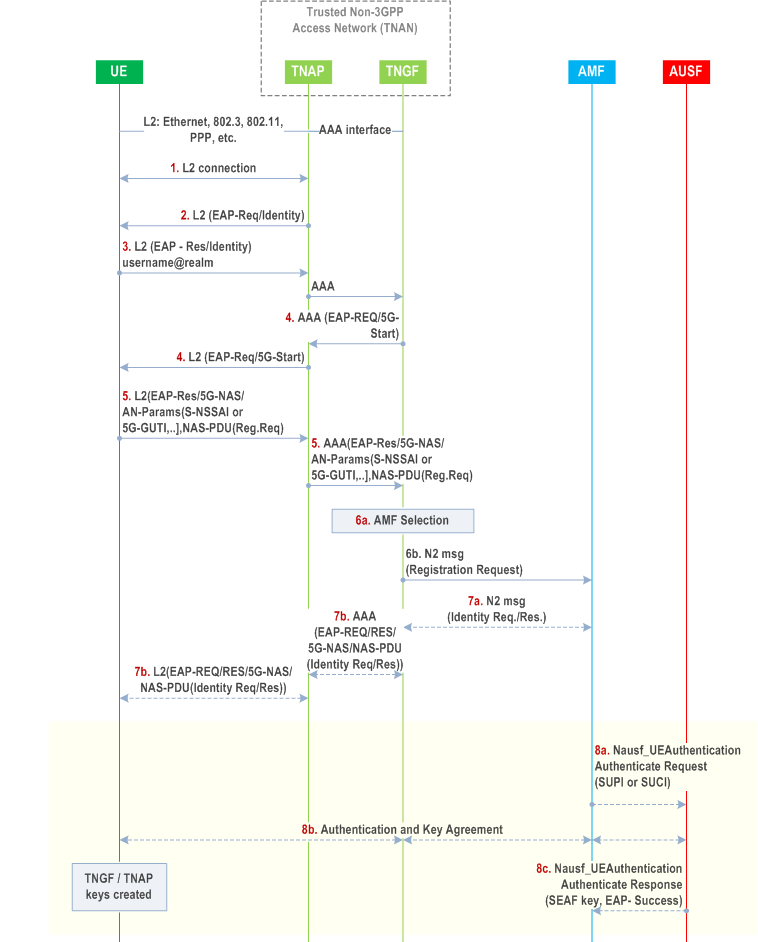 Trusted Non-3GPP
Access Network (TNAN)
UE
TNAP
TNGF
AMF
AUSF
L2: Ethernet, 802.3, 802.11,
PPP, etc.
AAA interface
1. L2 connection
2. L2 (EAP-Req/Identity)
3. L2 (EAP - Res/Identity)
username@realm
AAA
4. AAA (EAP-REQ/5G-
Start)
4. L2 (EAP-Req/5G-Start)
5. L2(EAP-Res/5G-NAS/
AN-Params(S-NSSAI or
5G-GUTI,..],NAS-PDU(Reg.Req)
5. AAA(EAP-Res/5G-NAS/
AN-Params(S-NSSAI or
5G-GUTI,..],NAS-PDU(Reg.Req)
6a. AMF Selection
6b. N2 msg
(Registration Request)
7a. N2 msg
(Identity Req./Res.)
7b. AAA
(EAP-REQ/RES/
5G-NAS/NAS-PDU
(Identity Req/Res))
7b. L2(EAP-REQ/RES/5G-NAS/
NAS-PDU(Identity Req/Res))
8a. Nausf_UEAuthentication
Authenticate Request
(SUPI or SUCI)
8b. Authentication and Key Agreement
8c. Nausf_UEAuthentication
Authenticate Response
(SEAF key, EAP- Success)
TNGF / TNAP
keys created